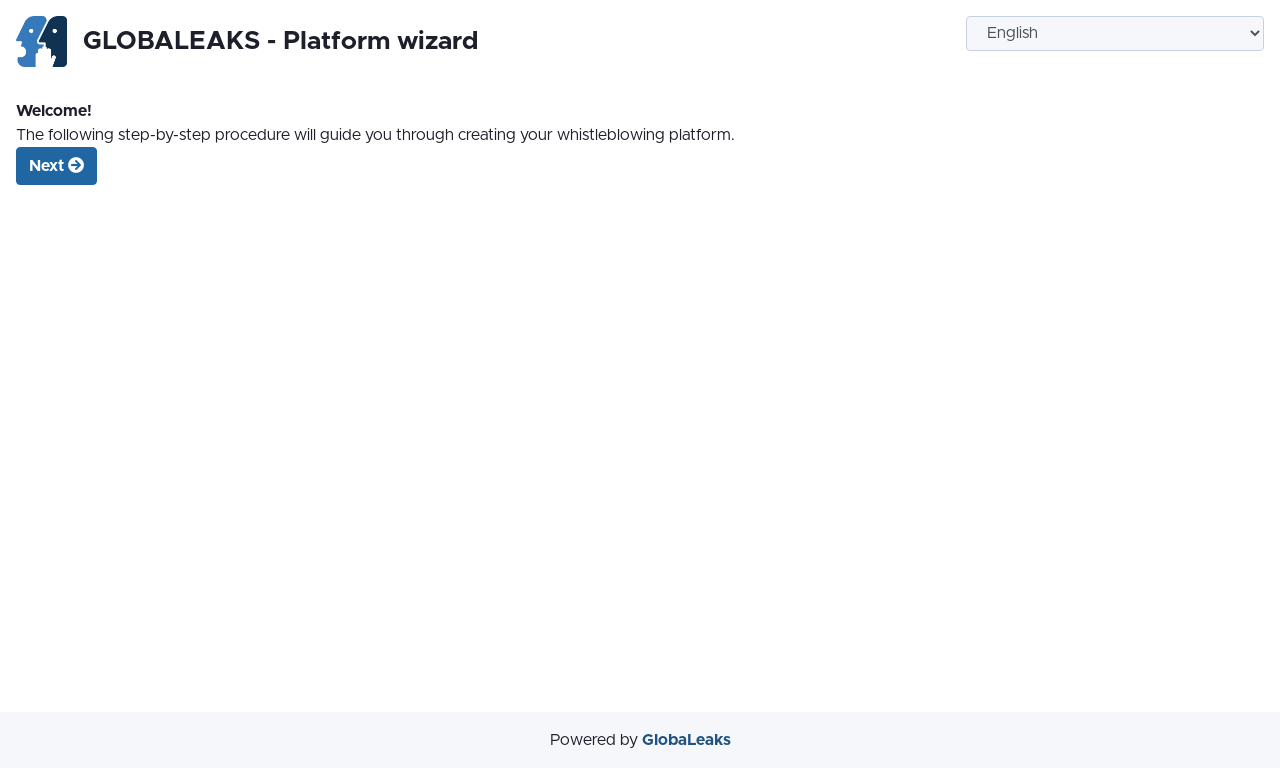 GLOBALEAKS - Platform wizard
English
Welcome!
The following step-by-step procedure will guide you through creating your whistleblowing platform.
Next
Powered by GlobaLeaks